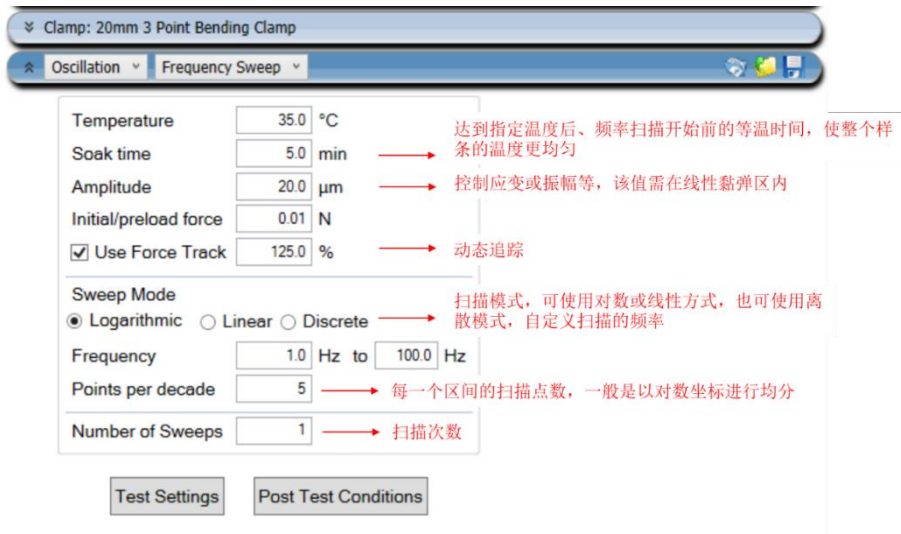 Clamp: 20mm 3 Point Bending Clamp
Oscillation Frequency Sweep
Temperature 35.0 °C
Soak time 5.0 min
达到指定温度后、频率扫描开始前的等温时间，使整个样
条的温度更均匀
Amplitude 20.0 µm
控制应变或振幅等，该值需在线性黏弹区内
Initial/preload force 0.01 N
Use Force Track 125.0 %
动态追踪
Sweep Mode
Logarithmic Linear Discrete
扫描模式，可使用对数或线性方式，也可使用离
散模式，自定义扫描的频率
Frequency 1.0 Hz to 100.0 Hz
Points per decade 5
每一个区间的扫描点数，一般是以对数坐标进行均分
Number of Sweeps 1
扫描次数
Test Settings Post Test Conditions